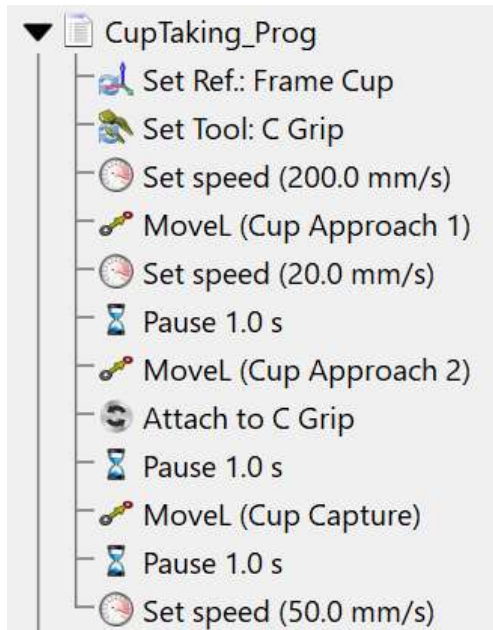 CupTaking_Prog
Set Ref.: Frame Cup
Set Tool: C Grip
Set speed (200.0 mm/s)
MoveL (Cup Approach 1)
Set speed (20.0 mm/s)
Pause 1.0 s
MoveL (Cup Approach 2)
Attach to C Grip
Pause 1.0 s
MoveL (Cup Capture)
Pause 1.0 s
Set speed (50.0 mm/s)